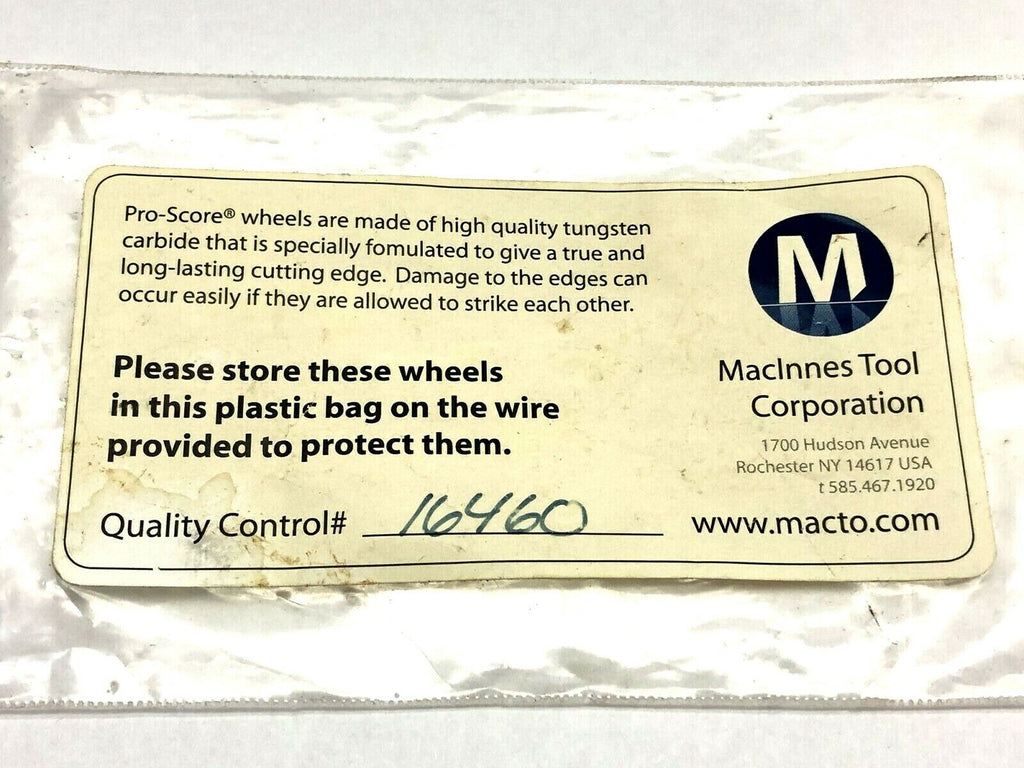 Pro-Score® wheels are made of high quality tungsten
carbide that is specially fomulated to give a true and
long-lasting cutting edge. Damage to the edges can
occur easily if they are allowed to strike each other.
Please store these wheels
in this plastic bag on the wire
provided to protect them.
Quality Control# 16460
M
MacInnes Tool
Corporation
1700 Hudson Avenue
Rochester NY 14617 USA
t 585.467.1920
www.macto.com